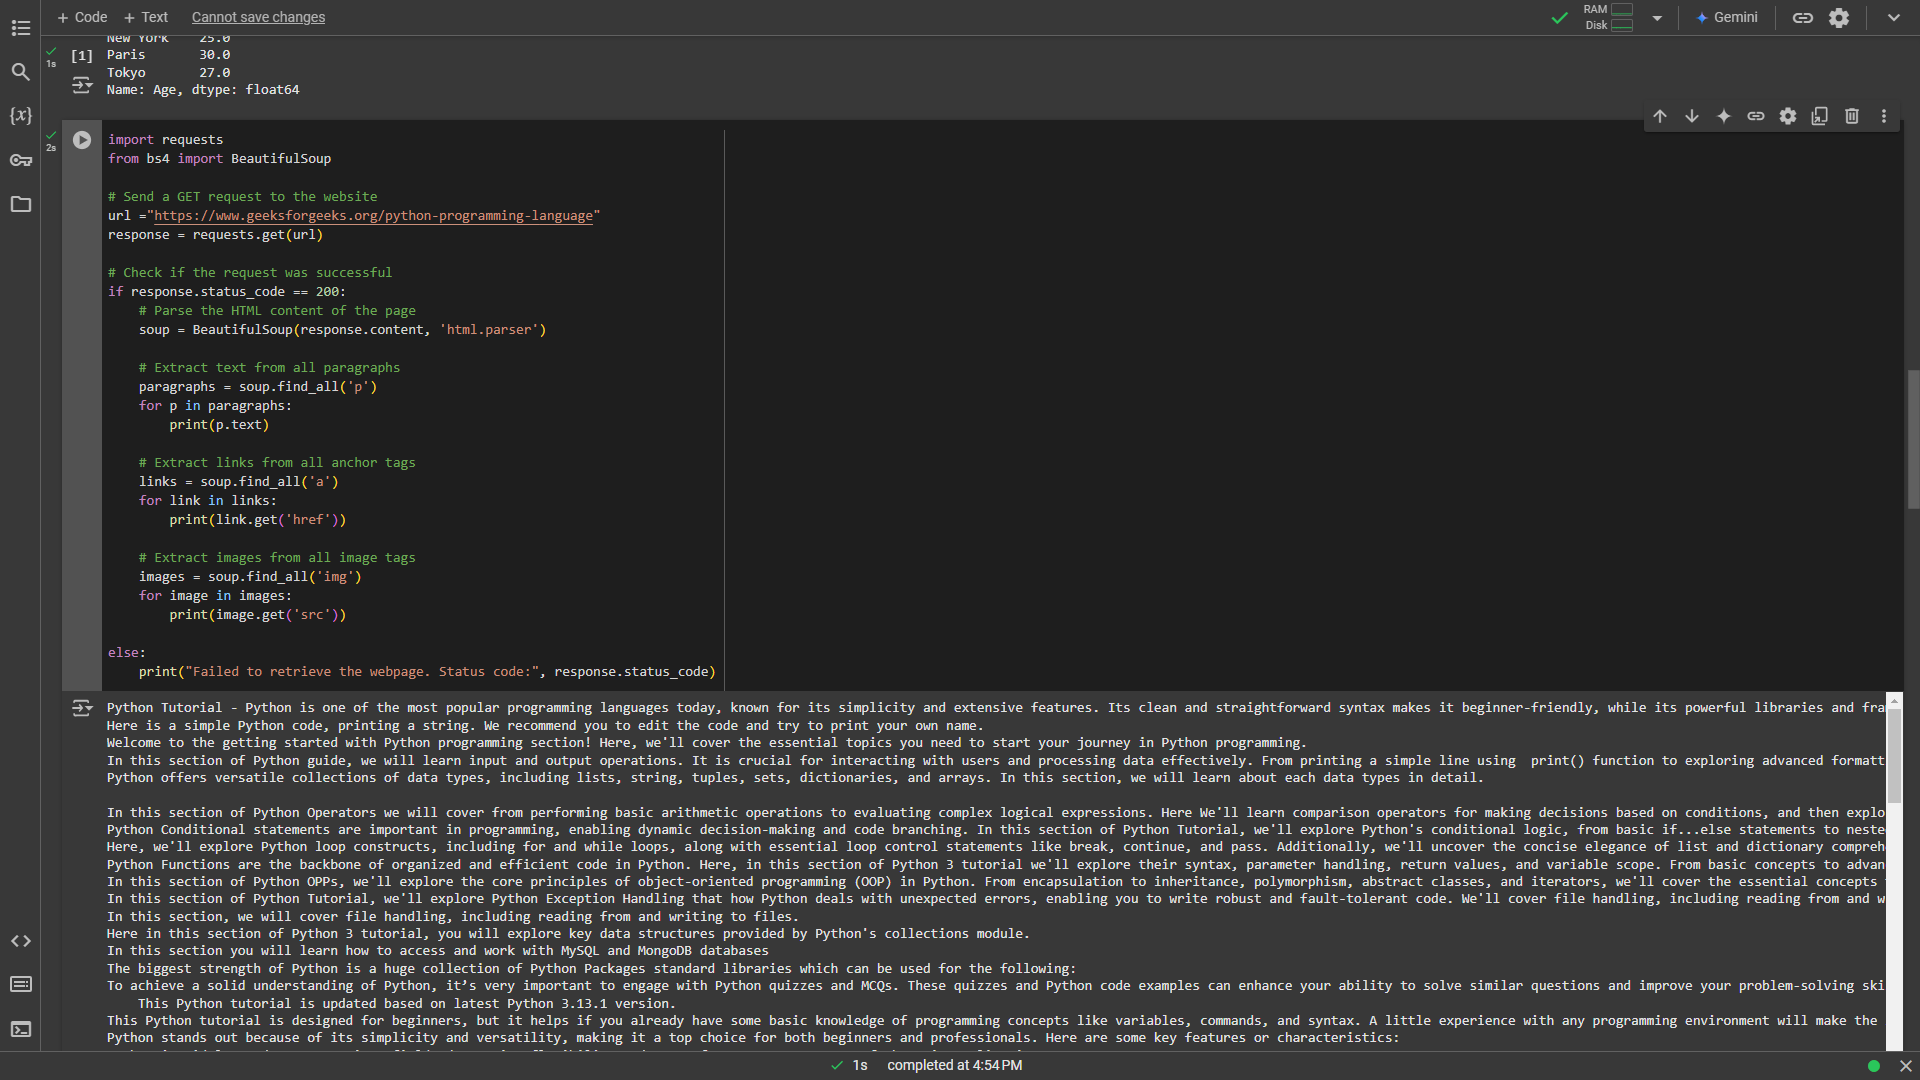 + Code + Text Cannot save changes
RAM
Disk
Gemini
New York 25.0
1s [1] Paris 30.0
Tokyo 27.0
Name: Age, dtype: float64
{x}
2s
import requests
from bs4 import BeautifulSoup
# Send a GET request to the website
url ="https://www.geeksforgeeks.org/python-programming-language"
response = requests.get(url)
# Check if the request was successful
if response.status_code == 200:
# Parse the HTML content of the page
soup = BeautifulSoup(response.content, 'html.parser')
# Extract text from all paragraphs
paragraphs = soup.find_all('p')
for p in paragraphs:
print(p.text)
# Extract links from all anchor tags
links = soup.find_all('a')
for link in links:
print(link.get('href'))
# Extract images from all image tags
images = soup.find_all('img')
for image in images:
print(image.get('src'))
else:
print("Failed to retrieve the webpage. Status code:", response.status_code)
Python Tutorial - Python is one of the most popular programming languages today, known for its simplicity and extensive features. Its clean and straightforward syntax makes it beginner-friendly, while its powerful libraries and fra
Here is a simple Python code, printing a string. We recommend you to edit the code and try to print your own name.
Welcome to the getting started with Python programming section! Here, we'll cover the essential topics you need to start your journey in Python programming.
In this section of Python guide, we will learn input and output operations. It is crucial for interacting with users and processing data effectively. From printing a simple line using print() function to exploring advanced formatt
Python offers versatile collections of data types, including lists, string, tuples, sets, dictionaries, and arrays. In this section, we will learn about each data types in detail.
In this section of Python Operators we will cover from performing basic arithmetic operations to evaluating complex logical expressions. Here We'll learn comparison operators for making decisions based on conditions, and then explo
Python Conditional statements are important in programming, enabling dynamic decision-making and code branching. In this section of Python Tutorial, we'll explore Python's conditional logic, from basic if...else statements to neste
Here, we'll explore Python loop constructs, including for and while loops, along with essential loop control statements like break, continue, and pass. Additionally, we'll uncover the concise elegance of list and dictionary compreh
Python Functions are the backbone of organized and efficient code in Python. Here, in this section of Python 3 tutorial we'll explore their syntax, parameter handling, return values, and variable scope. From basic concepts to advan
In this section of Python OPPs, we'll explore the core principles of object-oriented programming (OOP) in Python. From encapsulation to inheritance, polymorphism, abstract classes, and iterators, we'll cover the essential concepts
In this section of Python Tutorial, we'll explore Python Exception Handling that how Python deals with unexpected errors, enabling you to write robust and fault-tolerant code. We'll cover file handling, including reading from and w
In this section, we will cover file handling, including reading from and writing to files.
Here in this section of Python 3 tutorial, you will explore key data structures provided by Python's collections module.
In this section you will learn how to access and work with MySQL and MongoDB databases
The biggest strength of Python is a huge collection of Python Packages standard libraries which can be used for the following:
To achieve a solid understanding of Python, it’s very important to engage with Python quizzes and MCQs. These quizzes and Python code examples can enhance your ability to solve similar questions and improve your problem-solving ski
This Python tutorial is updated based on latest Python 3.13.1 version.
This Python tutorial is designed for beginners, but it helps if you already have some basic knowledge of programming concepts like variables, commands, and syntax. A little experience with any programming environment will make the
Python stands out because of its simplicity and versatility, making it a top choice for both beginners and professionals. Here are some key features or characteristics:
1s completed at 4:54 PM